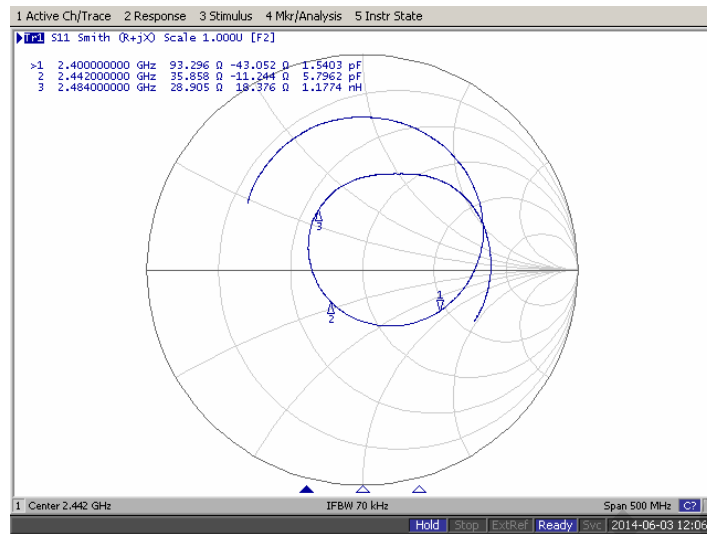 1 Active Ch/Trace 2 Response 3 Stimulus 4 Mkr/Analysis 5 Instr State
Tr1 S11 Smith (R+jX) Scale 1.000U [F2]
>1 2.400000000 GHz 93.296 Ω -43.052 Ω 1.5403 pF
2 2.442000000 GHz 35.858 Ω -11.244 Ω 5.7962 pF
3 2.484000000 GHz 28.905 Ω 18.376 Ω 1.1774 nH
3
1
2
1 Center 2.442 GHz IFBW 70 kHz Span 500 MHz C?
Hold Stop ExtRef Ready Svc 2014-06-03 12:06